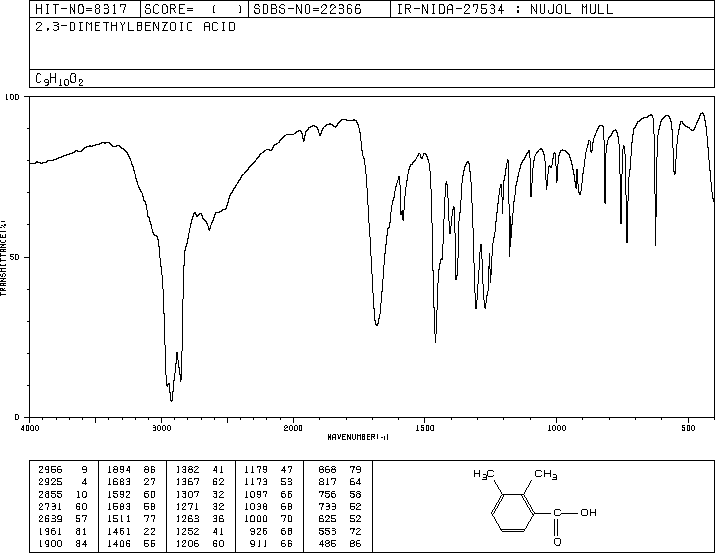 HIT-NO=8317 SCORE= ( ) SDBS-NO=22366 IR-NIDA-27534 : NUJOL MULL
2,3-DIMETHYLBENZOIC ACID
C9H10O2
100
TRANSMITTANCE(%)
50
0
4000 3000 2000 1500 1000 500
WAVENUMBER(-1)
2956 9 1894 86 1382 41 1179 47 868 79
2925 4 1683 27 1367 62 1173 53 817 64
2855 10 1592 60 1307 32 1097 66 756 58
2731 60 1583 58 1271 32 1038 68 733 52
2639 57 1511 77 1263 36 1000 70 625 52
1961 81 1461 22 1252 41 926 68 553 72
1900 84 1406 55 1206 60 911 66 486 86
H3C CH3
C OH
O